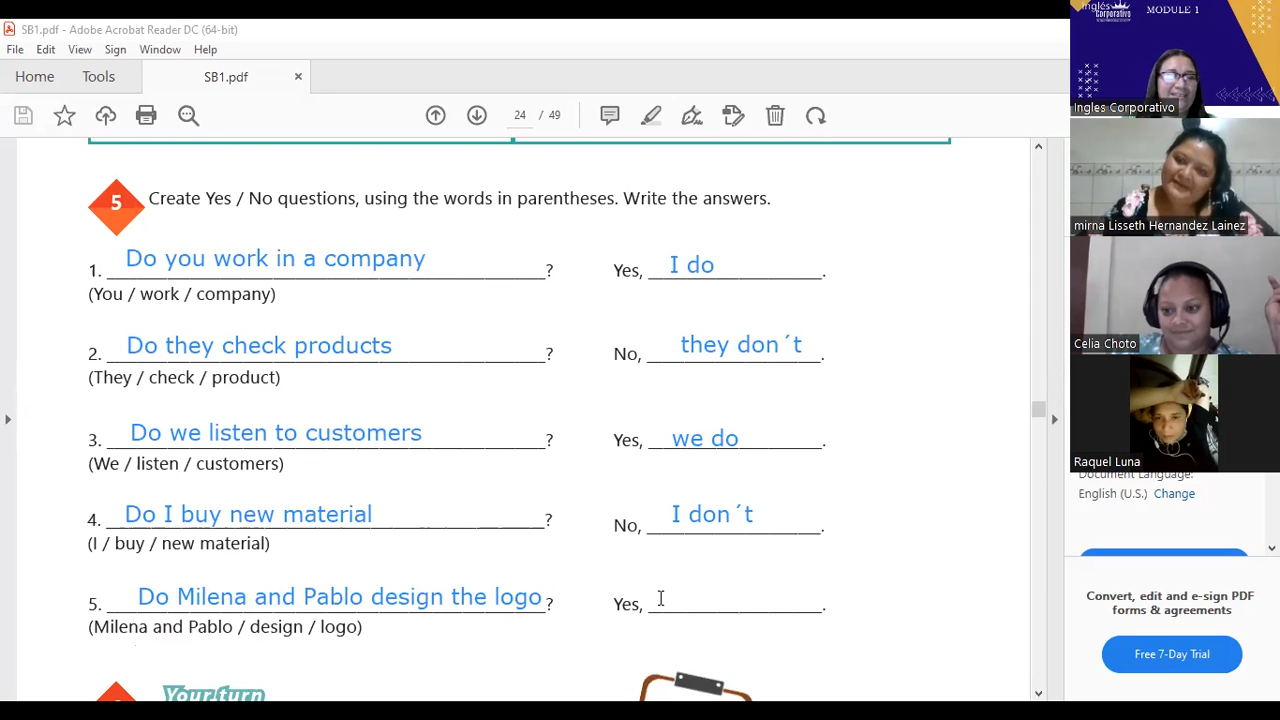 SB1.pdf - Adobe Acrobat Reader DC (64-bit)
File Edit View Sign Window Help
Home Tools SB1.pdf ×
24 / 49
5 Create Yes / No questions, using the words in parentheses. Write the answers.
1. Do you work in a company ? Yes, I do .
(You / work / company)
2. Do they check products ? No, they don´t .
(They / check / product)
3. Do we listen to customers ? Yes, we do .
(We / listen / customers)
4. Do I buy new material ? No, I don´t .
(I / buy / new material)
5. Do Milena and Pablo design the logo ? Yes, .
(Milena and Pablo / design / logo)
Your turn
Inglés
corporativo
MODULE 1
Ingles Corporativo
mirna Lisseth Hernandez Lainez
Celia Choto
Raquel Luna
Document Language:
English (U.S.) Change
Convert, edit and e-sign PDF
forms & agreements
Free 7-Day Trial